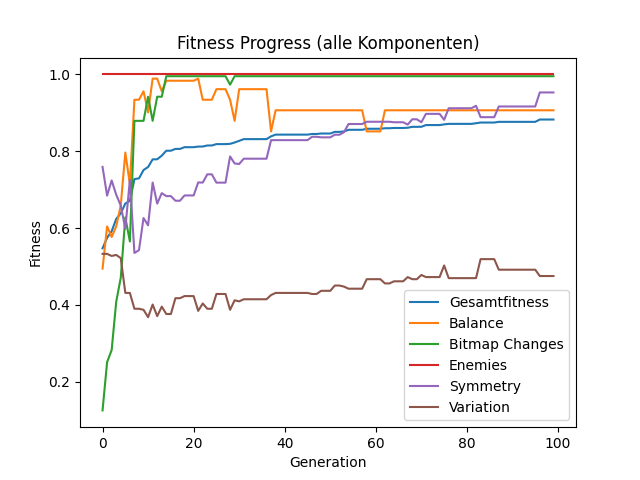 Fitness Progress (alle Komponenten)
1.0
0.8
0.6
0.4
0.2
Fitness
0
20
40
60
80
100
Generation
Gesamtfitness
Balance
Bitmap Changes
Enemies
Symmetry
Variation